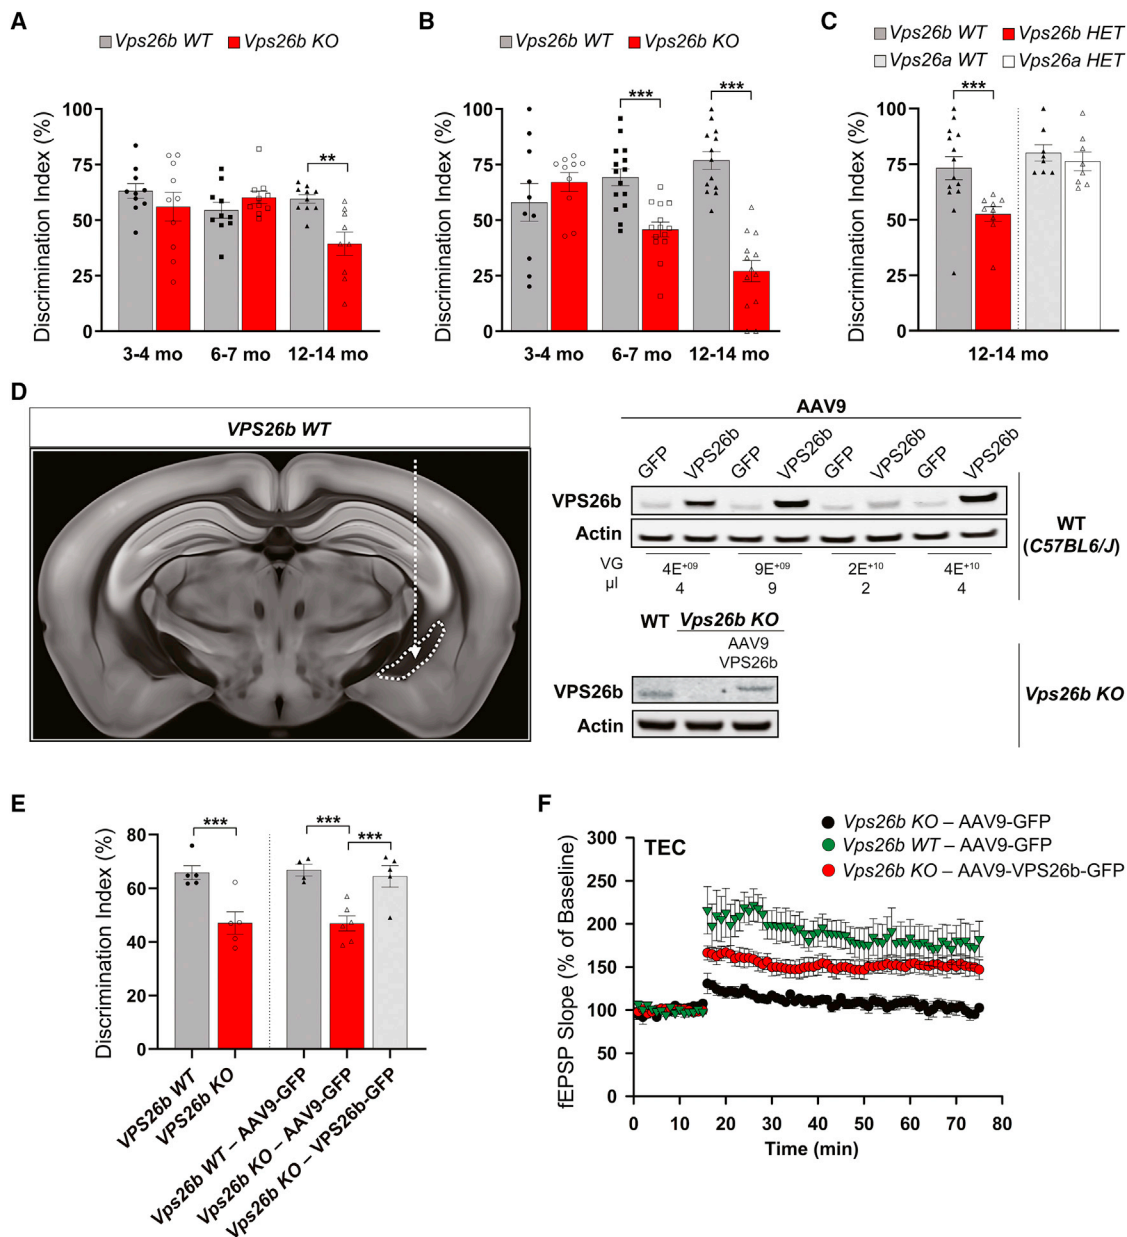 A
Vps26b WT Vps26b KO
Discrimination Index (%)
100
75
50
25
0
**
3-4 mo 6-7 mo 12-14 mo
B
Vps26b WT Vps26b KO
Discrimination Index (%)
100
75
50
25
0
*** ***
3-4 mo 6-7 mo 12-14 mo
C
Vps26b WT Vps26b HET
Vps26a WT Vps26a HET
Discrimination Index (%)
100
75
50
25
0
***
12-14 mo
D
VPS26b WT
AAV9
GFP VPS26b GFP VPS26b GFP VPS26b GFP VPS26b
VPS26b
Actin
VG 4E+09 9E+09 2E+10 4E+10
µl 4 9 2 4
WT
(C57BL6/J)
WT Vps26b KO
AAV9
VPS26b
VPS26b
Actin
Vps26b KO
E
Discrimination Index (%)
80
60
40
20
0
*** *** ***
VPS26b WT
VPS26b KO
Vps26b WT – AAV9-GFP
Vps26b KO – AAV9-GFP
Vps26b KO – VPS26b-GFP
F
Vps26b KO – AAV9-GFP
Vps26b WT – AAV9-GFP
Vps26b KO – AAV9-VPS26b-GFP
TEC
fEPSP Slope (% of Baseline)
300
250
200
150
100
50
0
0 10 20 30 40 50 60 70 80
Time (min)